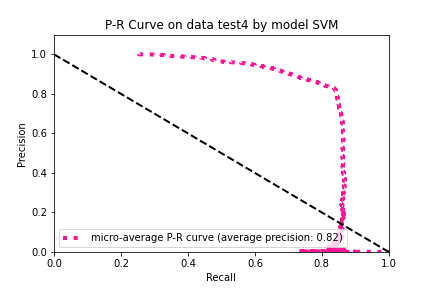 P-R Curve on data test4 by model SVM
1.0
0.8
0.6
0.4
0.2
0.0
Precision
micro-average P-R curve (average precision: 0.82)
0.0 0.2 0.4 0.6 0.8 1.0
Recall